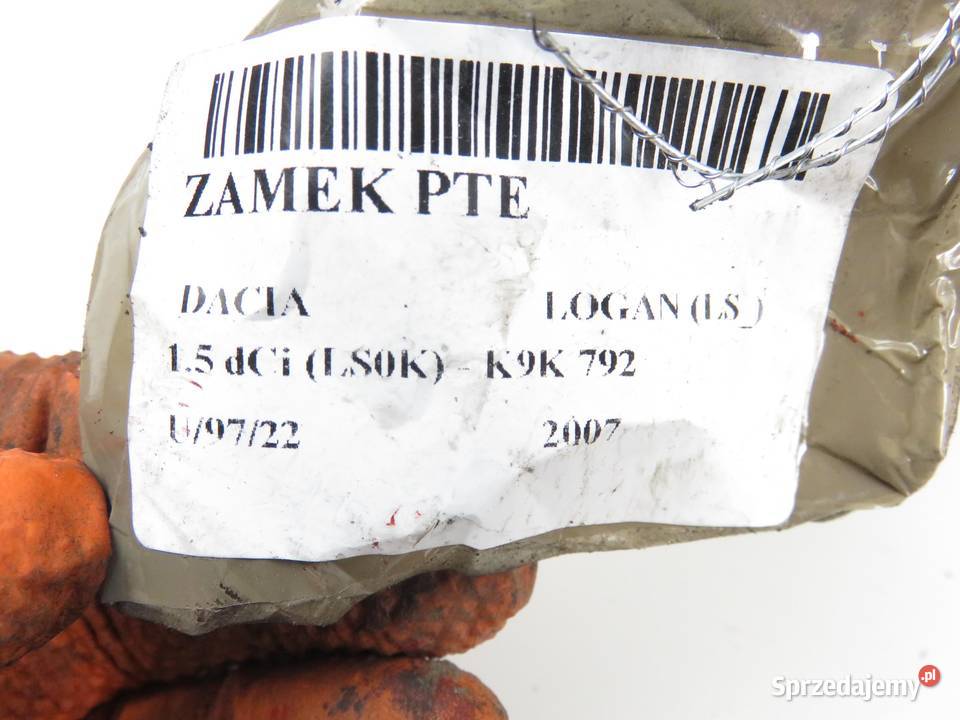 ZAMEK PTE
DACIA LOGAN (LS_)
1.5 dCi (LS0K) - K9K 792
U/97/22 2007
Sprzedajemy.pl